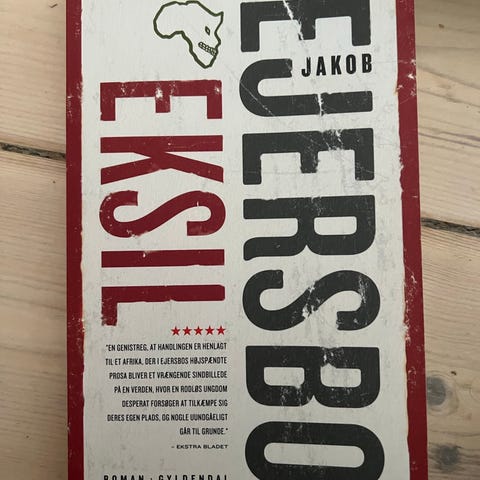 JAKOB
EJERSBO
EKSIL
★★★★★
"EN GENISTREG, AT HANDLINGEN ER HENLAGT
TIL ET AFRIKA, DER I EJERSBOS HØJSPÆNDTE
PROSA BLIVER ET VRÆNGENDE SINDBILLEDE
PÅ EN VERDEN, HVOR EN RODLØS UNGDOM
DESPERAT FORSØGER AT TILKÆMPE SIG
DERES EGEN PLADS, OG NOGLE UUNDGÅELIGT
GÅR TIL GRUNDE."
– EKSTRA BLADET
ROMAN · GYLDENDAL